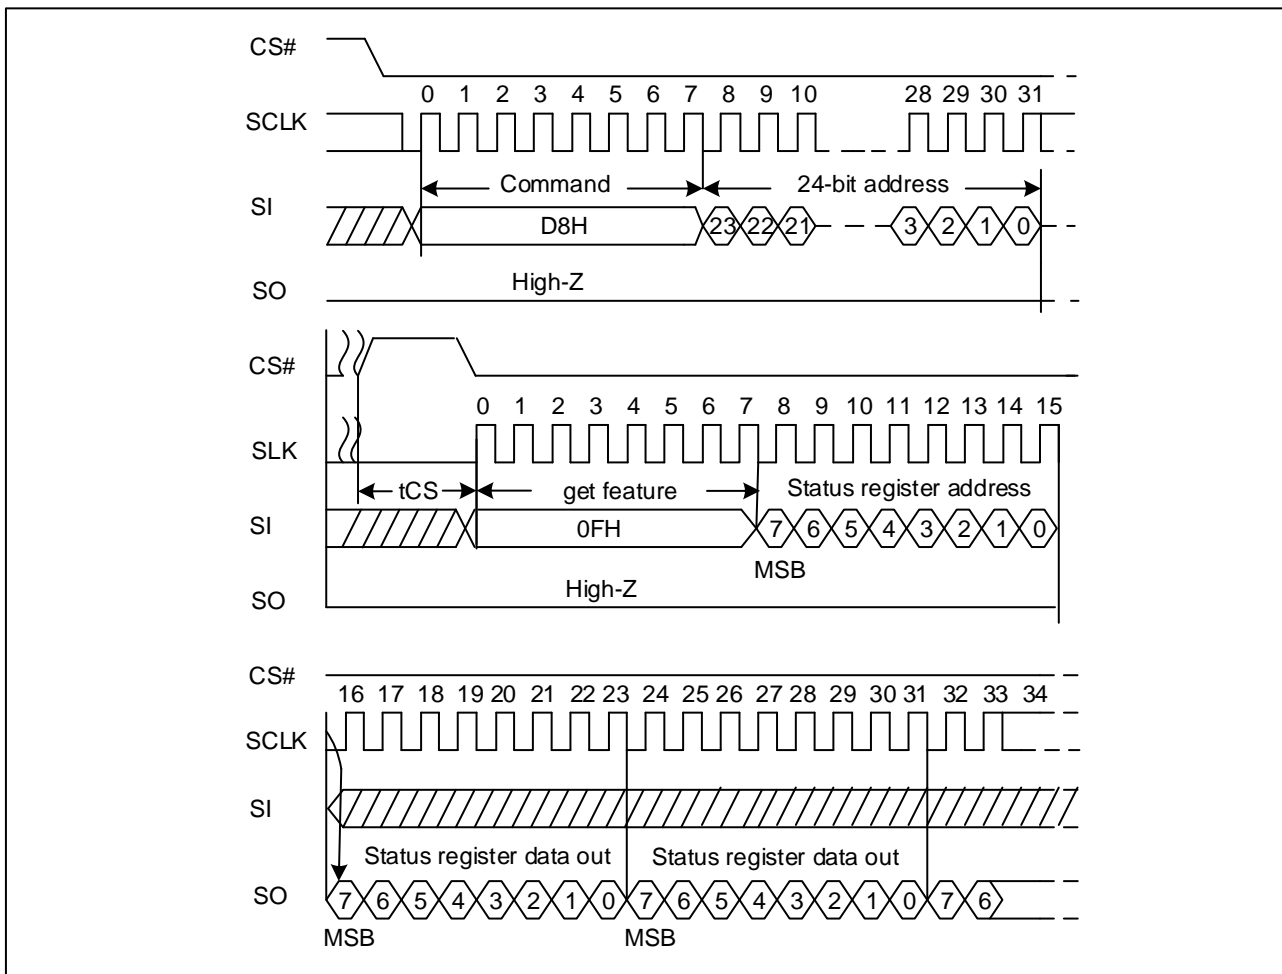 CS#
0 1 2 3 4 5 6 7 8 9 10 28 29 30 31
SCLK
Command 24-bit address
SI
D8H 23 22 21 3 2 1 0
High-Z
SO
CS#
0 1 2 3 4 5 6 7 8 9 10 11 12 13 14 15
SLK
tCS get feature Status register address
SI
0FH 7 6 5 4 3 2 1 0
MSB
High-Z
SO
CS#
16 17 18 19 20 21 22 23 24 25 26 27 28 29 30 31 32 33 34
SCLK
SI
Status register data out Status register data out
SO 7 6 5 4 3 2 1 0 7 6 5 4 3 2 1 0 7 6
MSB MSB